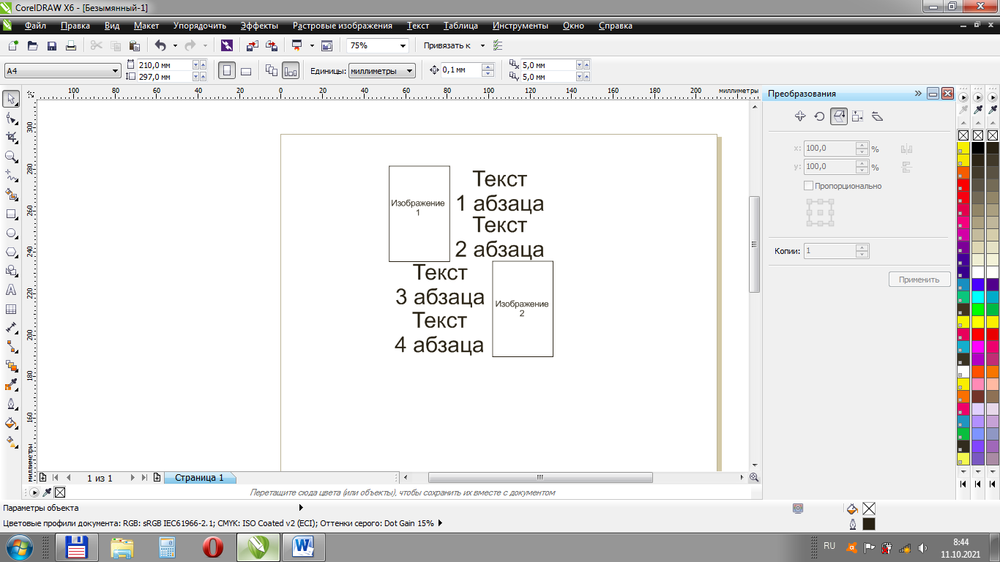 CorelDRAW X6 - [Безымянный-1]
Файл Правка Вид Макет Упорядочить Эффекты Растровые изображения Текст Таблица Инструменты Окно Справка
75% Привязать к
A4 210,0 мм 297,0 мм Единицы: миллиметры 0,1 мм 5,0 мм 5,0 мм
100 80 60 40 20 0 20 40 60 80 100 120 140 160 180 200 миллиметры
300
280
260
240
220
200
180
160
миллиметры
Изображение
1
Текст
1 абзаца
Текст
2 абзаца
Текст
3 абзаца
Текст
4 абзаца
Изображение
2
Преобразования
x: 100,0 %
y: 100,0 %
Пропорционально
Копии: 1
Применить
1 из 1 Страница 1
Перетащите сюда цвета (или объекты), чтобы сохранить их вместе с документом
Параметры объекта
Цветовые профили документа: RGB: sRGB IEC61966-2.1; CMYK: ISO Coated v2 (ECI); Оттенки серого: Dot Gain 15%
RU
8:44
11.10.2021